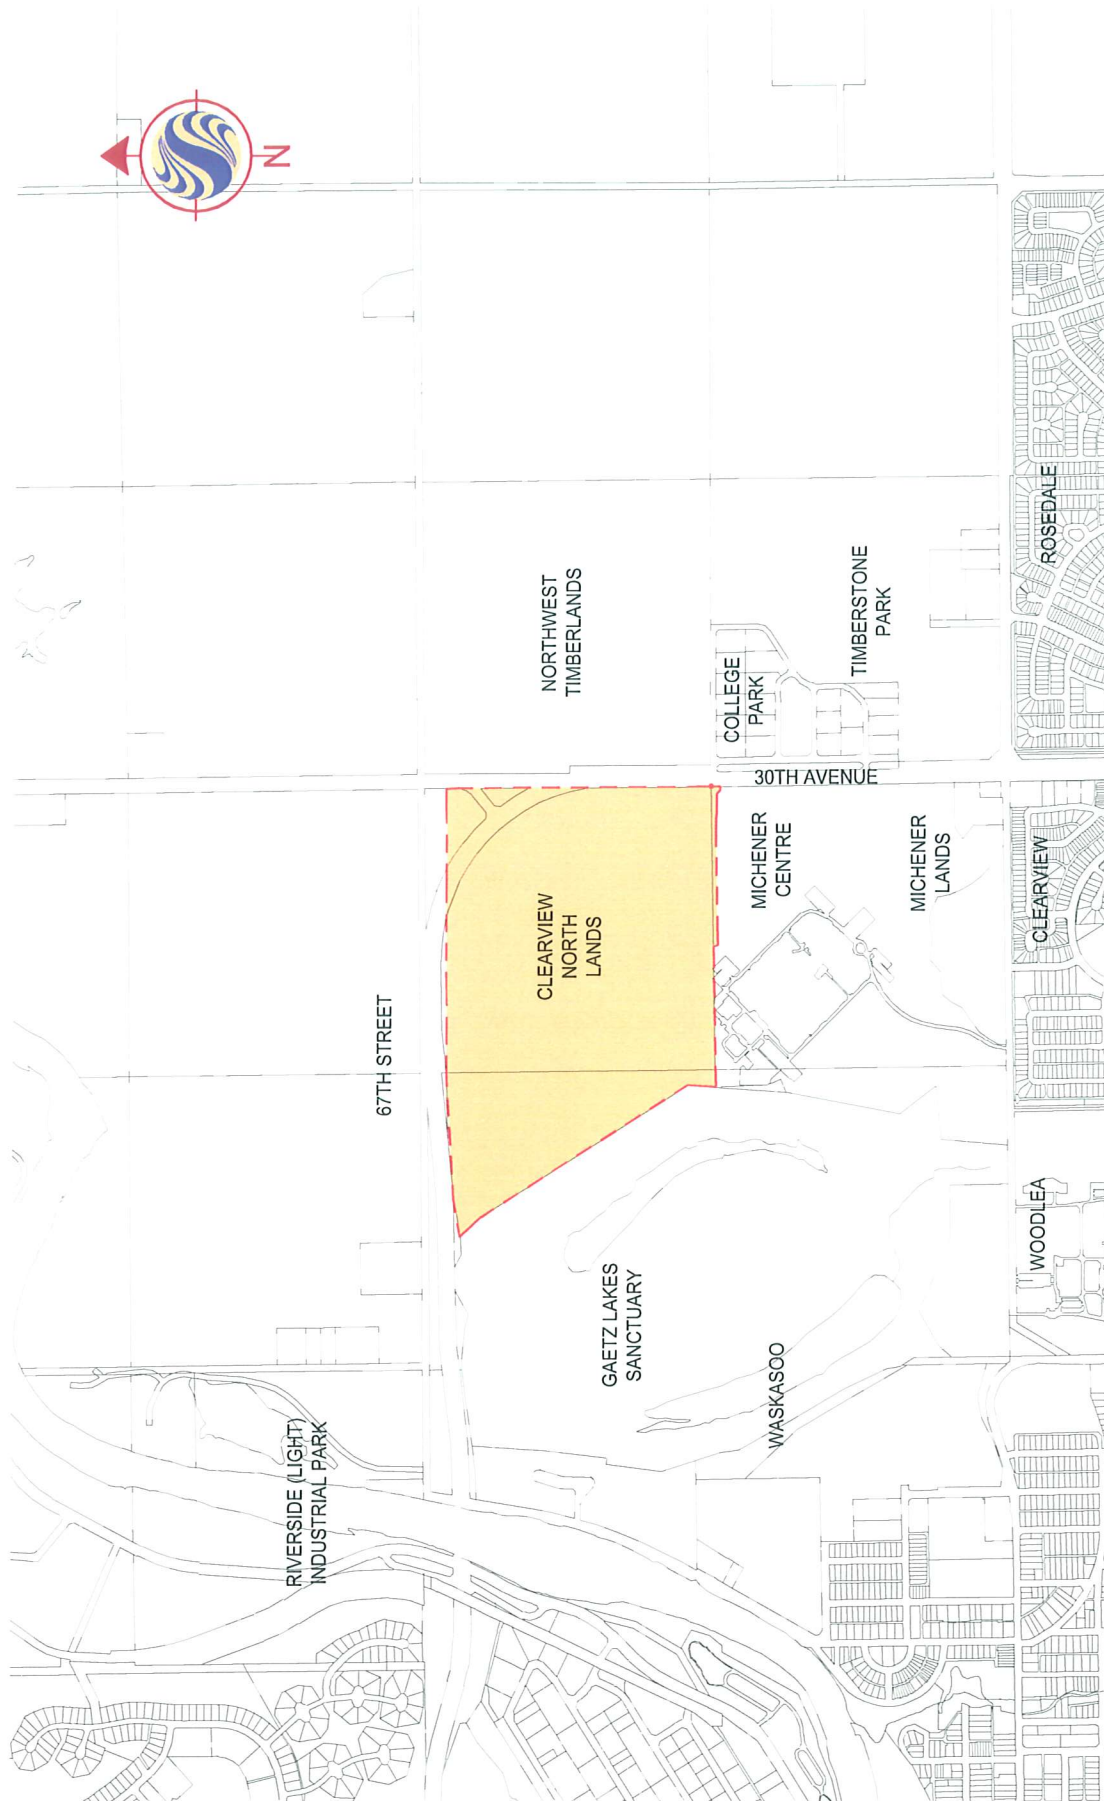 N
RIVERSIDE (LIGHT)
INDUSTRIAL PARK
67TH STREET
GAETZ LAKES
SANCTUARY
CLEARVIEW
NORTH
LANDS
NORTHWEST
TIMBERLANDS
WASKASOO
MICHENER
CENTRE
30TH AVENUE
COLLEGE
PARK
TIMBERSTONE
PARK
MICHENER
LANDS
WOODLEA
CLEARVIEW
ROSEDALE